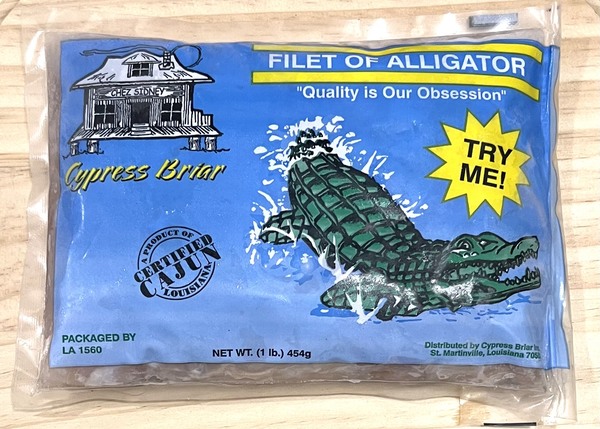 FILET OF ALLIGATOR
"Quality is Our Obsession"
CHEZ SIDNEY
Cypress Briar
TRY
ME!
A PRODUCT OF
CERTIFIED
CAJUN
LOUISIANA
PACKAGED BY
LA 1560
NET WT. (1 lb.) 454g
Distributed by Cypress Briar
St. Martinville, Louisiana